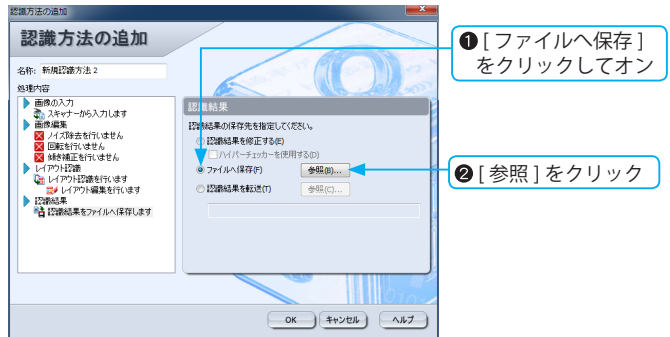 認識方法の追加
認識方法の追加
名称: 新規認識方法 2
処理内容
画像の入力
スキャナーから入力します
画像編集
ノイズ除去を行いません
回転を行いません
傾き補正を行いません
レイアウト認識
レイアウト認識を行います
レイアウト編集を行います
認識結果
認識結果をファイルへ保存します
認識結果
認識結果の保存先を指定してください。
認識結果を修正する(E)
ハイパーチェッカーを使用する(D)
ファイルへ保存(F)
参照(B)...
認識結果を転送(T)
参照(C)...
OK
キャンセル
ヘルプ
❶ [ ファイルへ保存 ]
をクリックしてオン
❷ [ 参照 ] をクリック